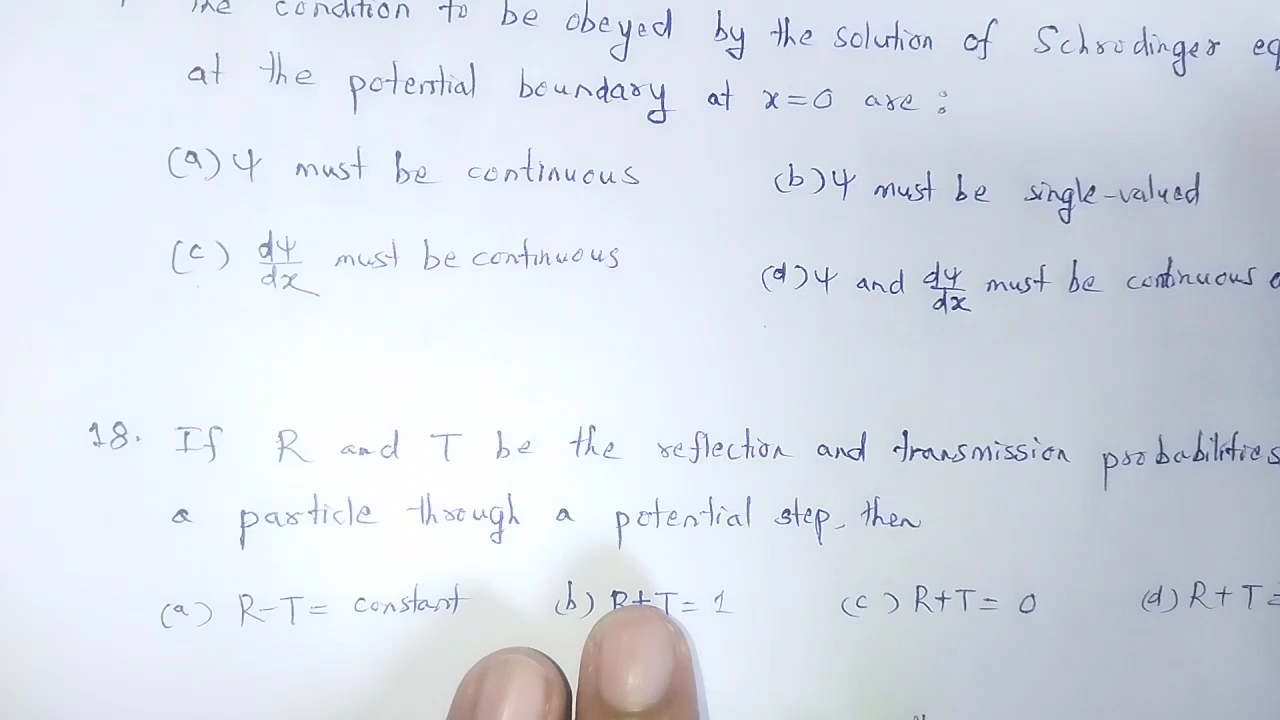 The condition to be obeyed by the solution of Schrodinger eq
at the potential boundary at x=0 are :
(a) ψ must be continuous (b) ψ must be single-valued
(c) dψ/dx must be continuous (d) ψ and dψ/dx must be continuous
18. If R and T be the reflection and transmission probabilities
a particle through a potential step, then
(a) R-T= constant (b) R+T= 1 (c) R+T= 0 (d) R+T=